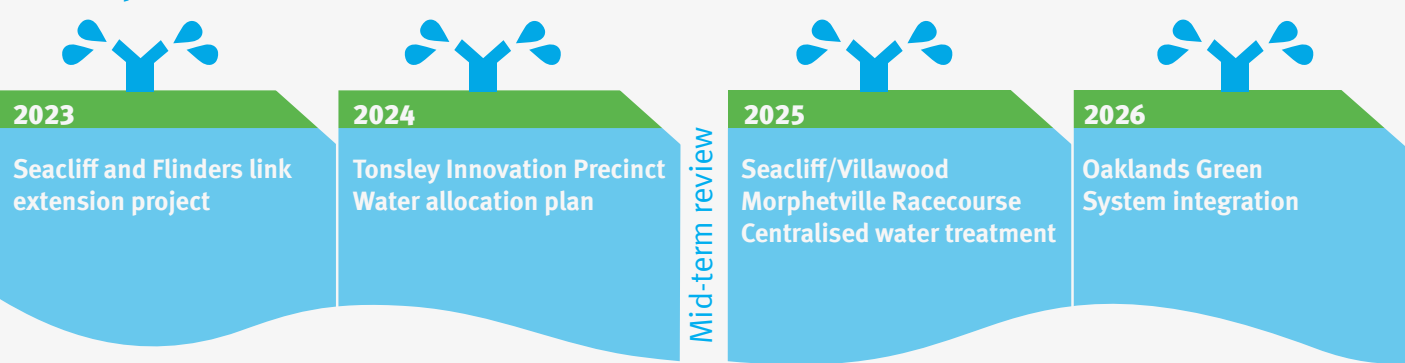 2023
Seacliff and Flinders link
extension project
2024
Tonsley Innovation Precinct
Water allocation plan
Mid-term review
2025
Seacliff/Villawood
Morphetville Racecourse
Centralised water treatment
2026
Oaklands Green
System integration